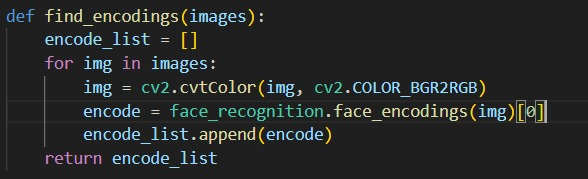 def find_encodings(images):
    encode_list = []
    for img in images:
        img = cv2.cvtColor(img, cv2.COLOR_BGR2RGB)
        encode = face_recognition.face_encodings(img)[0]
        encode_list.append(encode)
    return encode_list